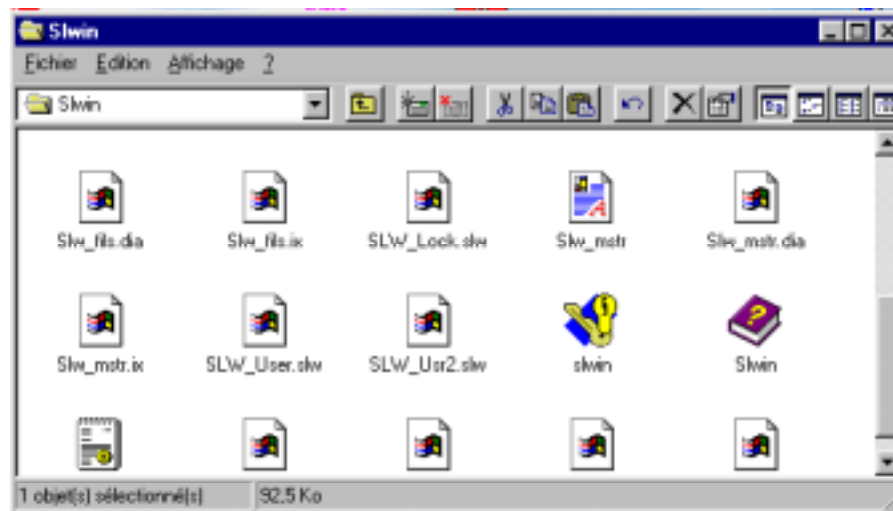 Slwin
Fichier Edition Affichage ?
Slwin
Slw_fils.dia Slw_fils.ix SLW_Lock.slw Slw_mstr Slw_mstr.dia
Slw_mstr.ix SLW_User.slw SLW_Usr2.slw slwin Slwin
1 objet(s) sélectionné(s) 92,5 Ko